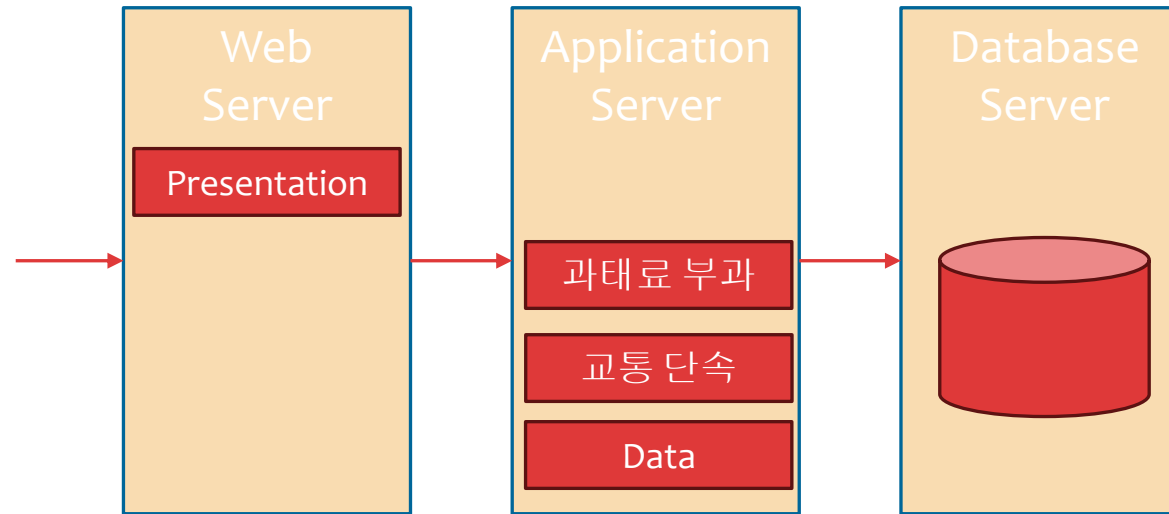 Web
Server
Presentation
Application
Server
과태료 부과
교통 단속
Data
Database
Server